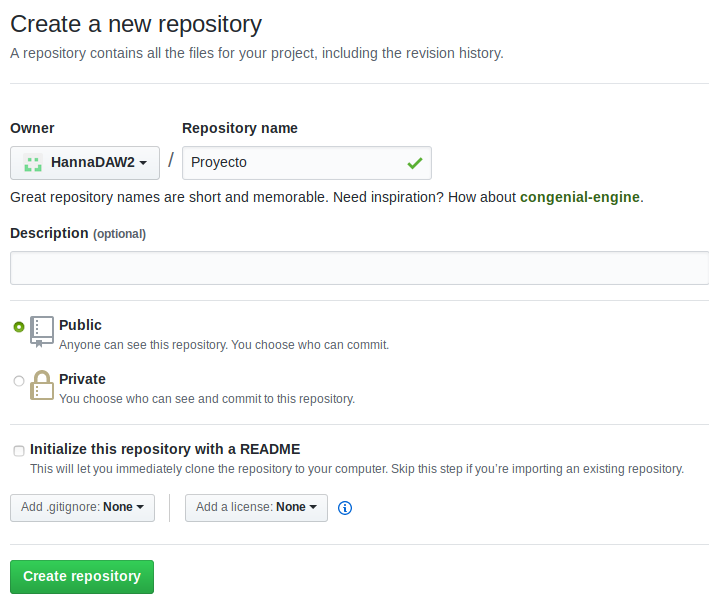 Create a new repository
A repository contains all the files for your project, including the revision history.
Owner
Repository name
HannaDAW2 / Proyecto
Great repository names are short and memorable. Need inspiration? How about congenial-engine.
Description (optional)
Public
Anyone can see this repository. You choose who can commit.
Private
You choose who can see and commit to this repository.
Initialize this repository with a README
This will let you immediately clone the repository to your computer. Skip this step if you’re importing an existing repository.
Add .gitignore: None
Add a license: None
Create repository